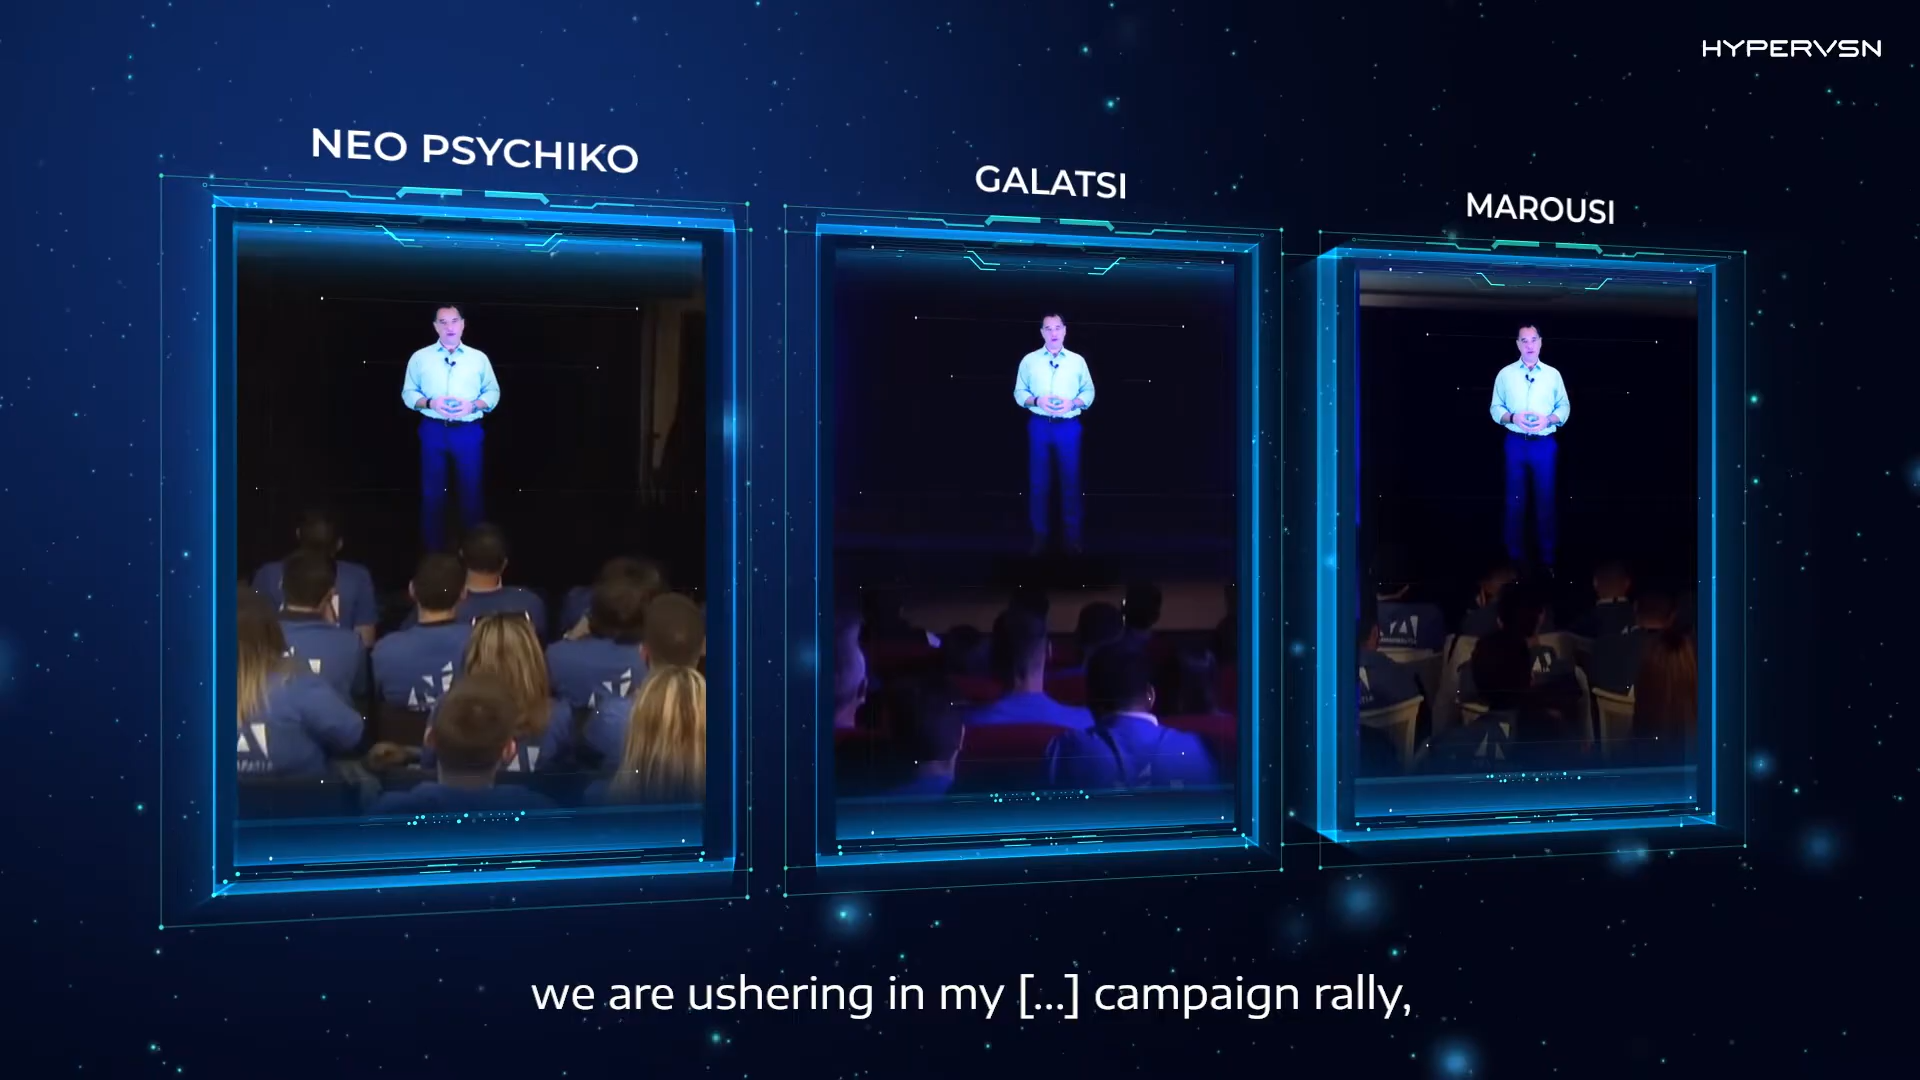 HYPERVSN
NEO PSYCHIKO
GALATSI
MAROUSI
we are ushering in my [...] campaign rally,